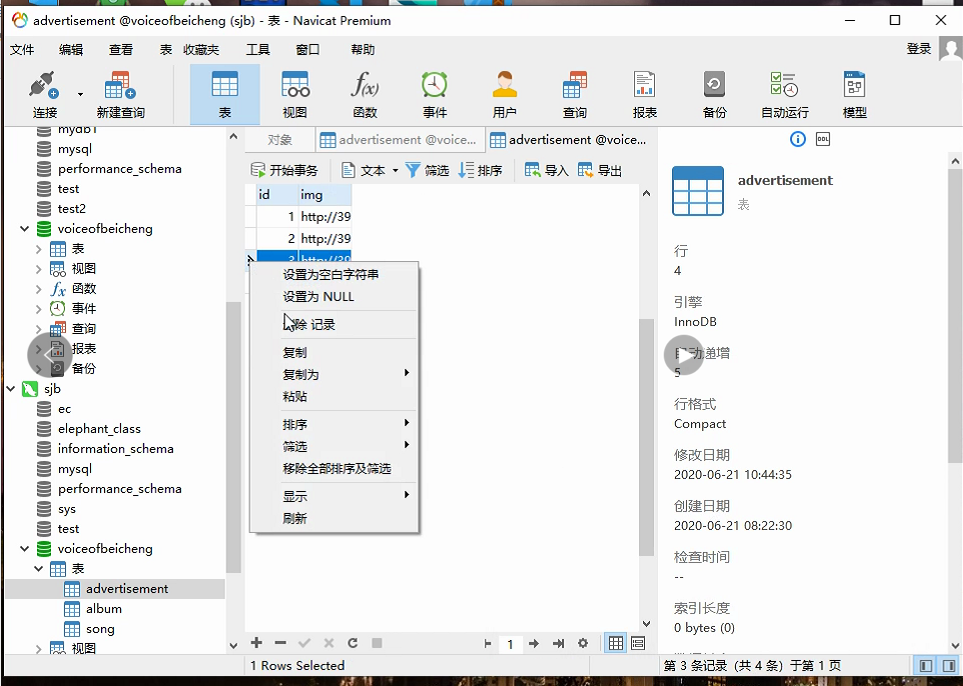 advertisement @voiceofbeicheng (sjb) - 表 - Navicat Premium
文件 编辑 查看 表 收藏夹 工具 窗口 帮助 登录
连接 新建查询 表 视图 函数 事件 用户 查询 报表 备份 自动运行 模型
mydb1
mysql
performance_schema
test
test2
voiceofbeicheng
表
视图
函数
事件
查询
报表
备份
sjb
ec
elephant_class
information_schema
mysql
performance_schema
sys
test
voiceofbeicheng
表
advertisement
album
song
视图
对象 advertisement @voice... advertisement @voice...
开始事务 文本 筛选 排序 导入 导出
id img
1 http://39
2 http://39
3 http://39
设置为空白字符串
设置为 NULL
除 记录
复制
复制为
粘贴
排序
筛选
移除全部排序及筛选
显示
刷新
1
1 Rows Selected
第 3 条记录（共 4 条）于第 1 页
DDL
advertisement
表
行
4
引擎
InnoDB
自动递增
5
行格式
Compact
修改日期
2020-06-21 10:44:35
创建日期
2020-06-21 08:22:30
检查时间
--
索引长度
0 bytes (0)